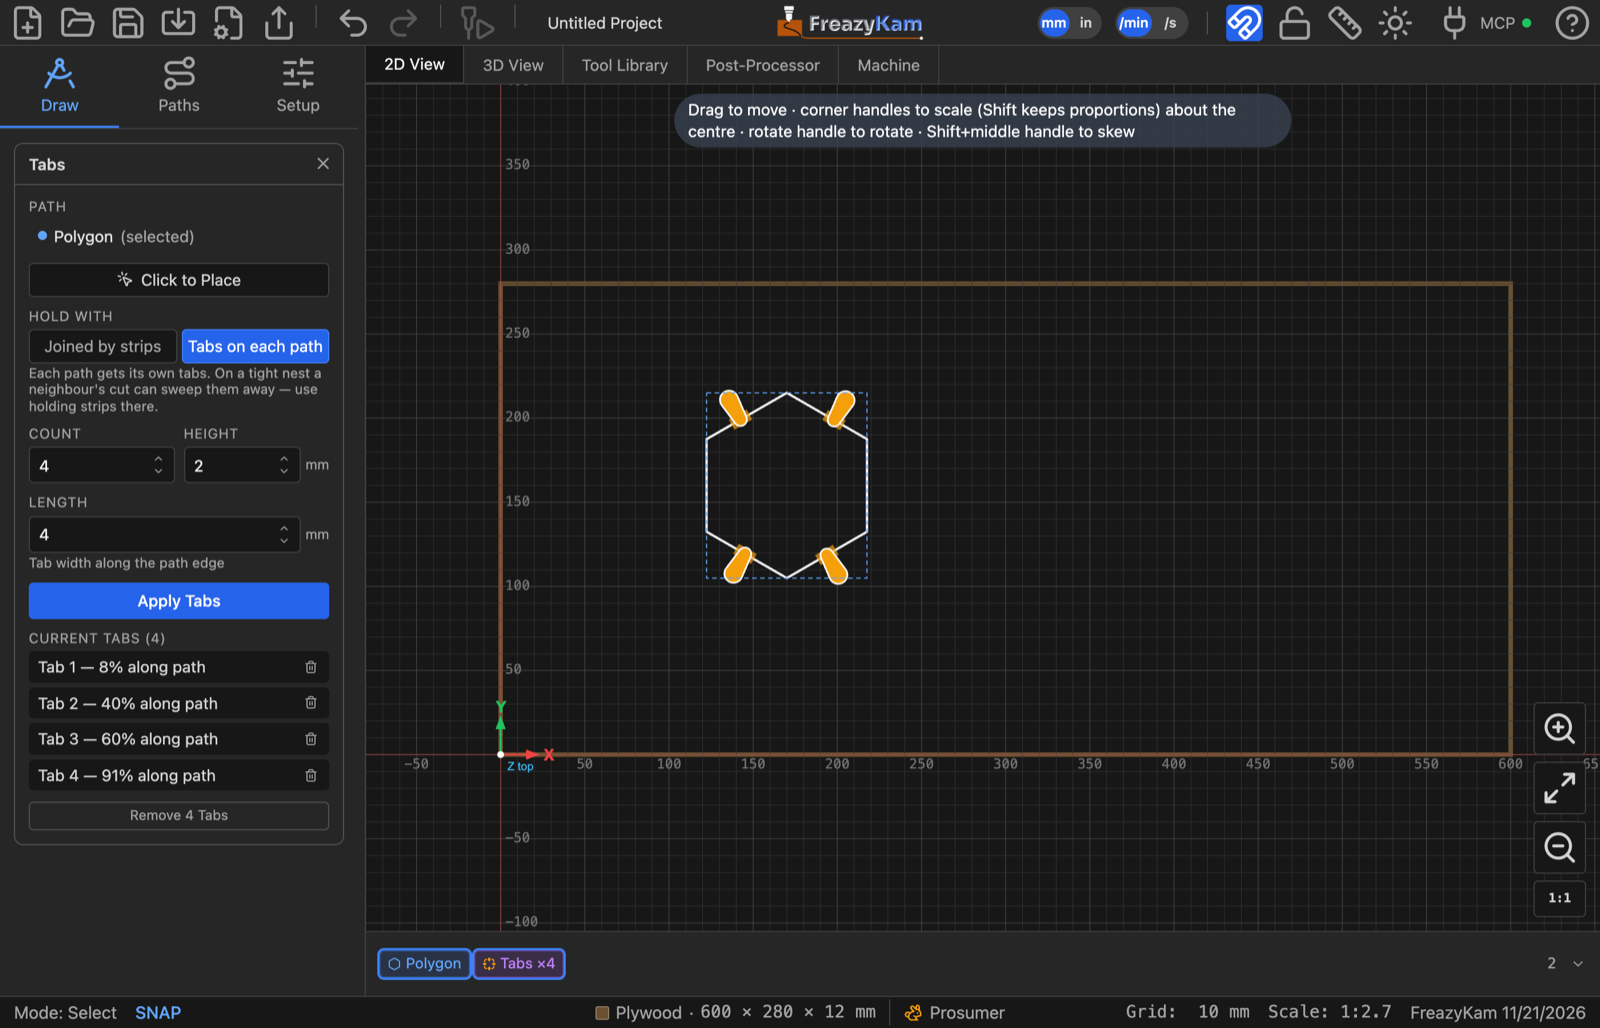 Untitled Project
FreazyKam
mm in
/min /s
MCP
Draw
Paths
Setup
2D View
3D View
Tool Library
Post-Processor
Machine
Drag to move · corner handles to scale (Shift keeps proportions) about the
centre · rotate handle to rotate · Shift+middle handle to skew
Tabs
PATH
Polygon (selected)
Click to Place
HOLD WITH
Joined by strips
Tabs on each path
Each path gets its own tabs. On a tight nest a
neighbour's cut can sweep them away — use
holding strips there.
COUNT
HEIGHT
4
2 mm
LENGTH
4 mm
Tab width along the path edge
Apply Tabs
CURRENT TABS (4)
Tab 1 — 8% along path
Tab 2 — 40% along path
Tab 3 — 60% along path
Tab 4 — 91% along path
Remove 4 Tabs
350
300
250
200
150
100
50
Y
X
Z top
−50 50 100 150 200 250 300 350 400 450 500 550 600 65
−50
−100
1:1
Polygon
Tabs ×4
2
Mode: Select SNAP
Plywood · 600 × 280 × 12 mm
Prosumer
Grid: 10 mm Scale: 1:2.7 FreazyKam 11/21/2026